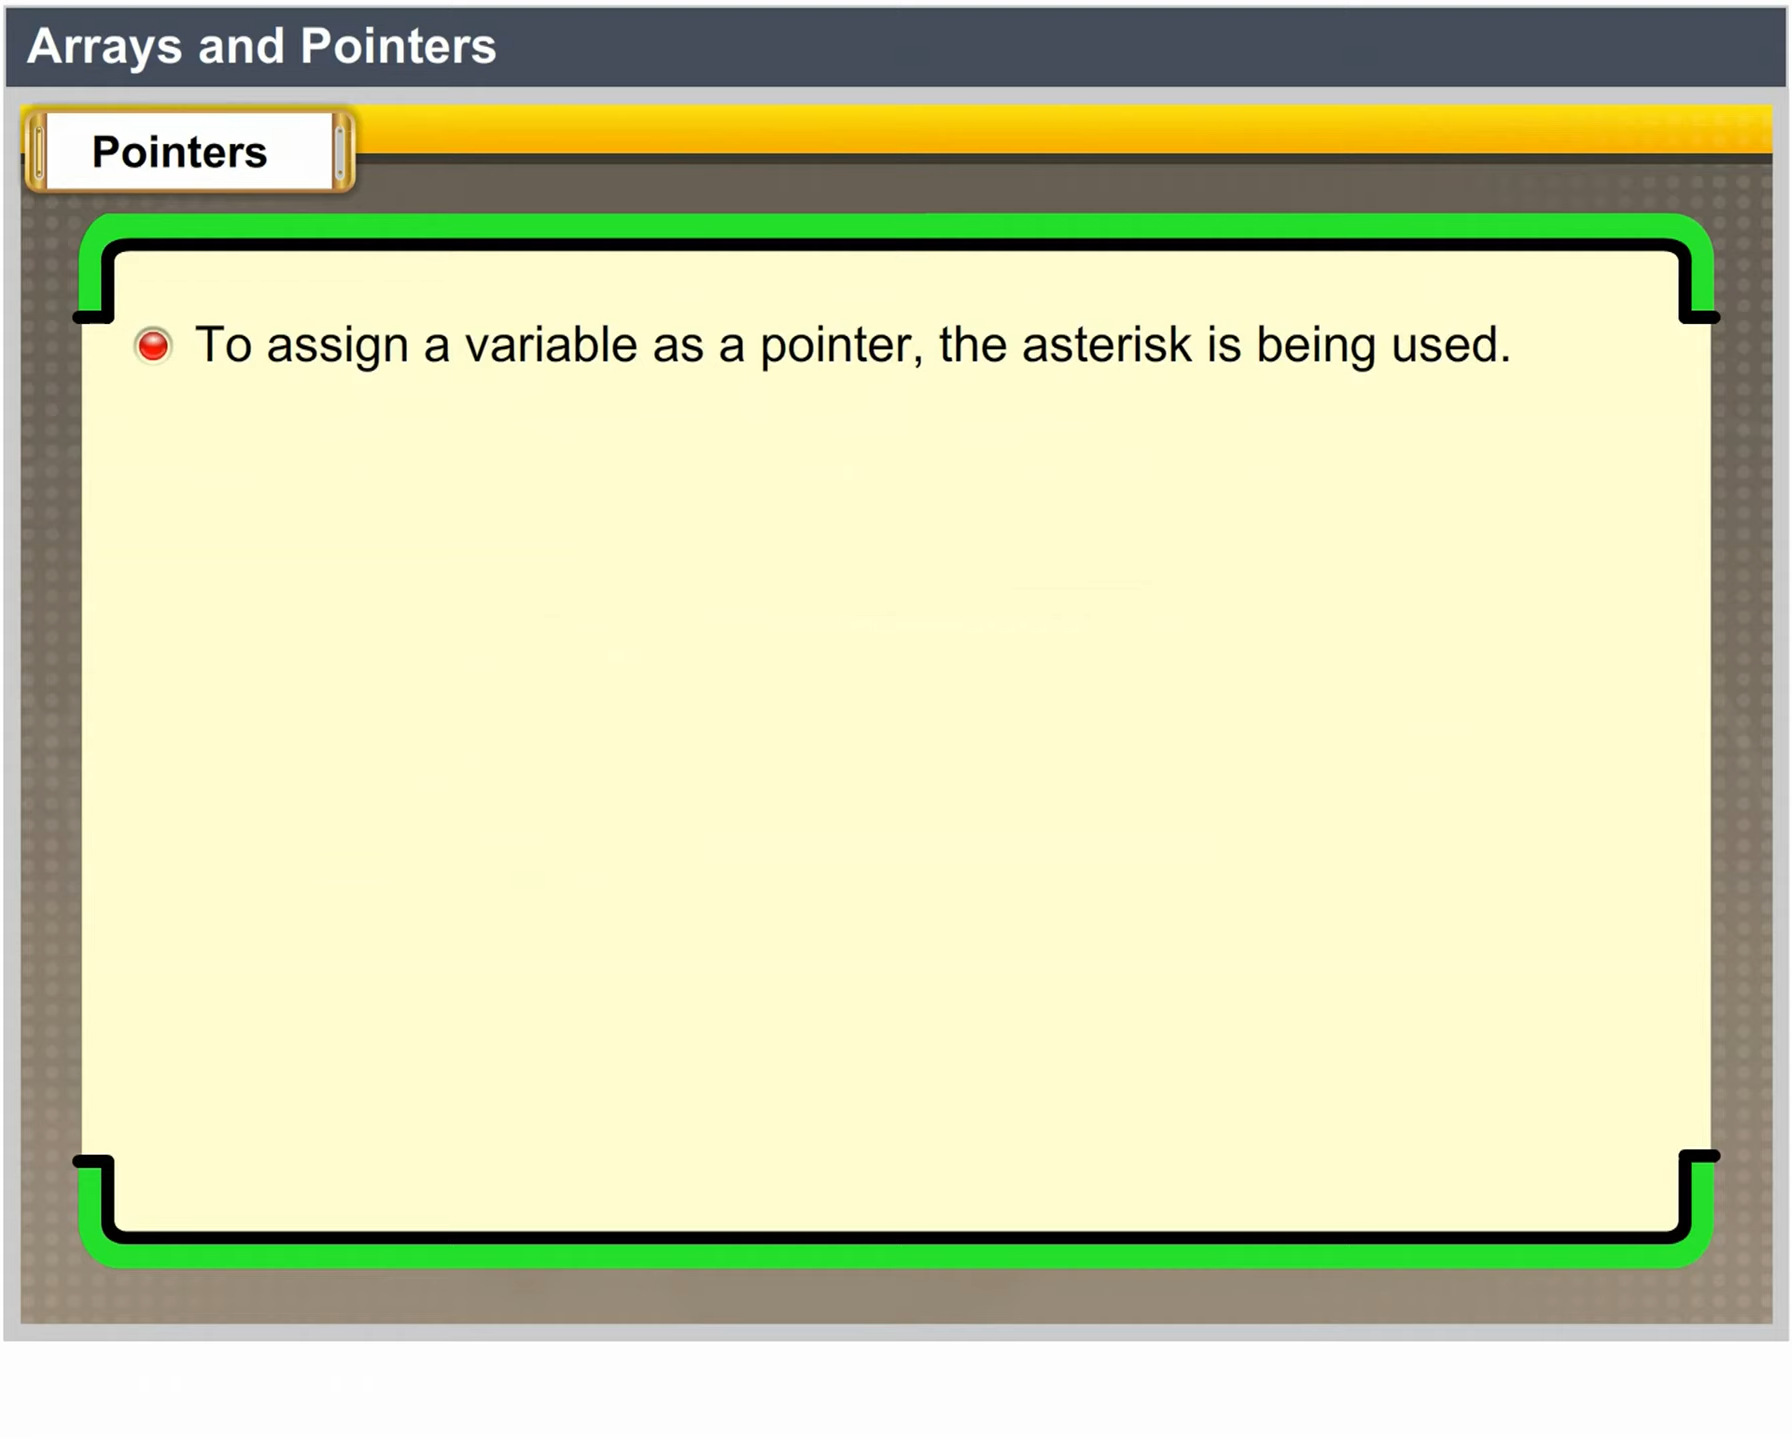 Arrays and Pointers
Pointers
To assign a variable as a pointer, the asterisk is being used.